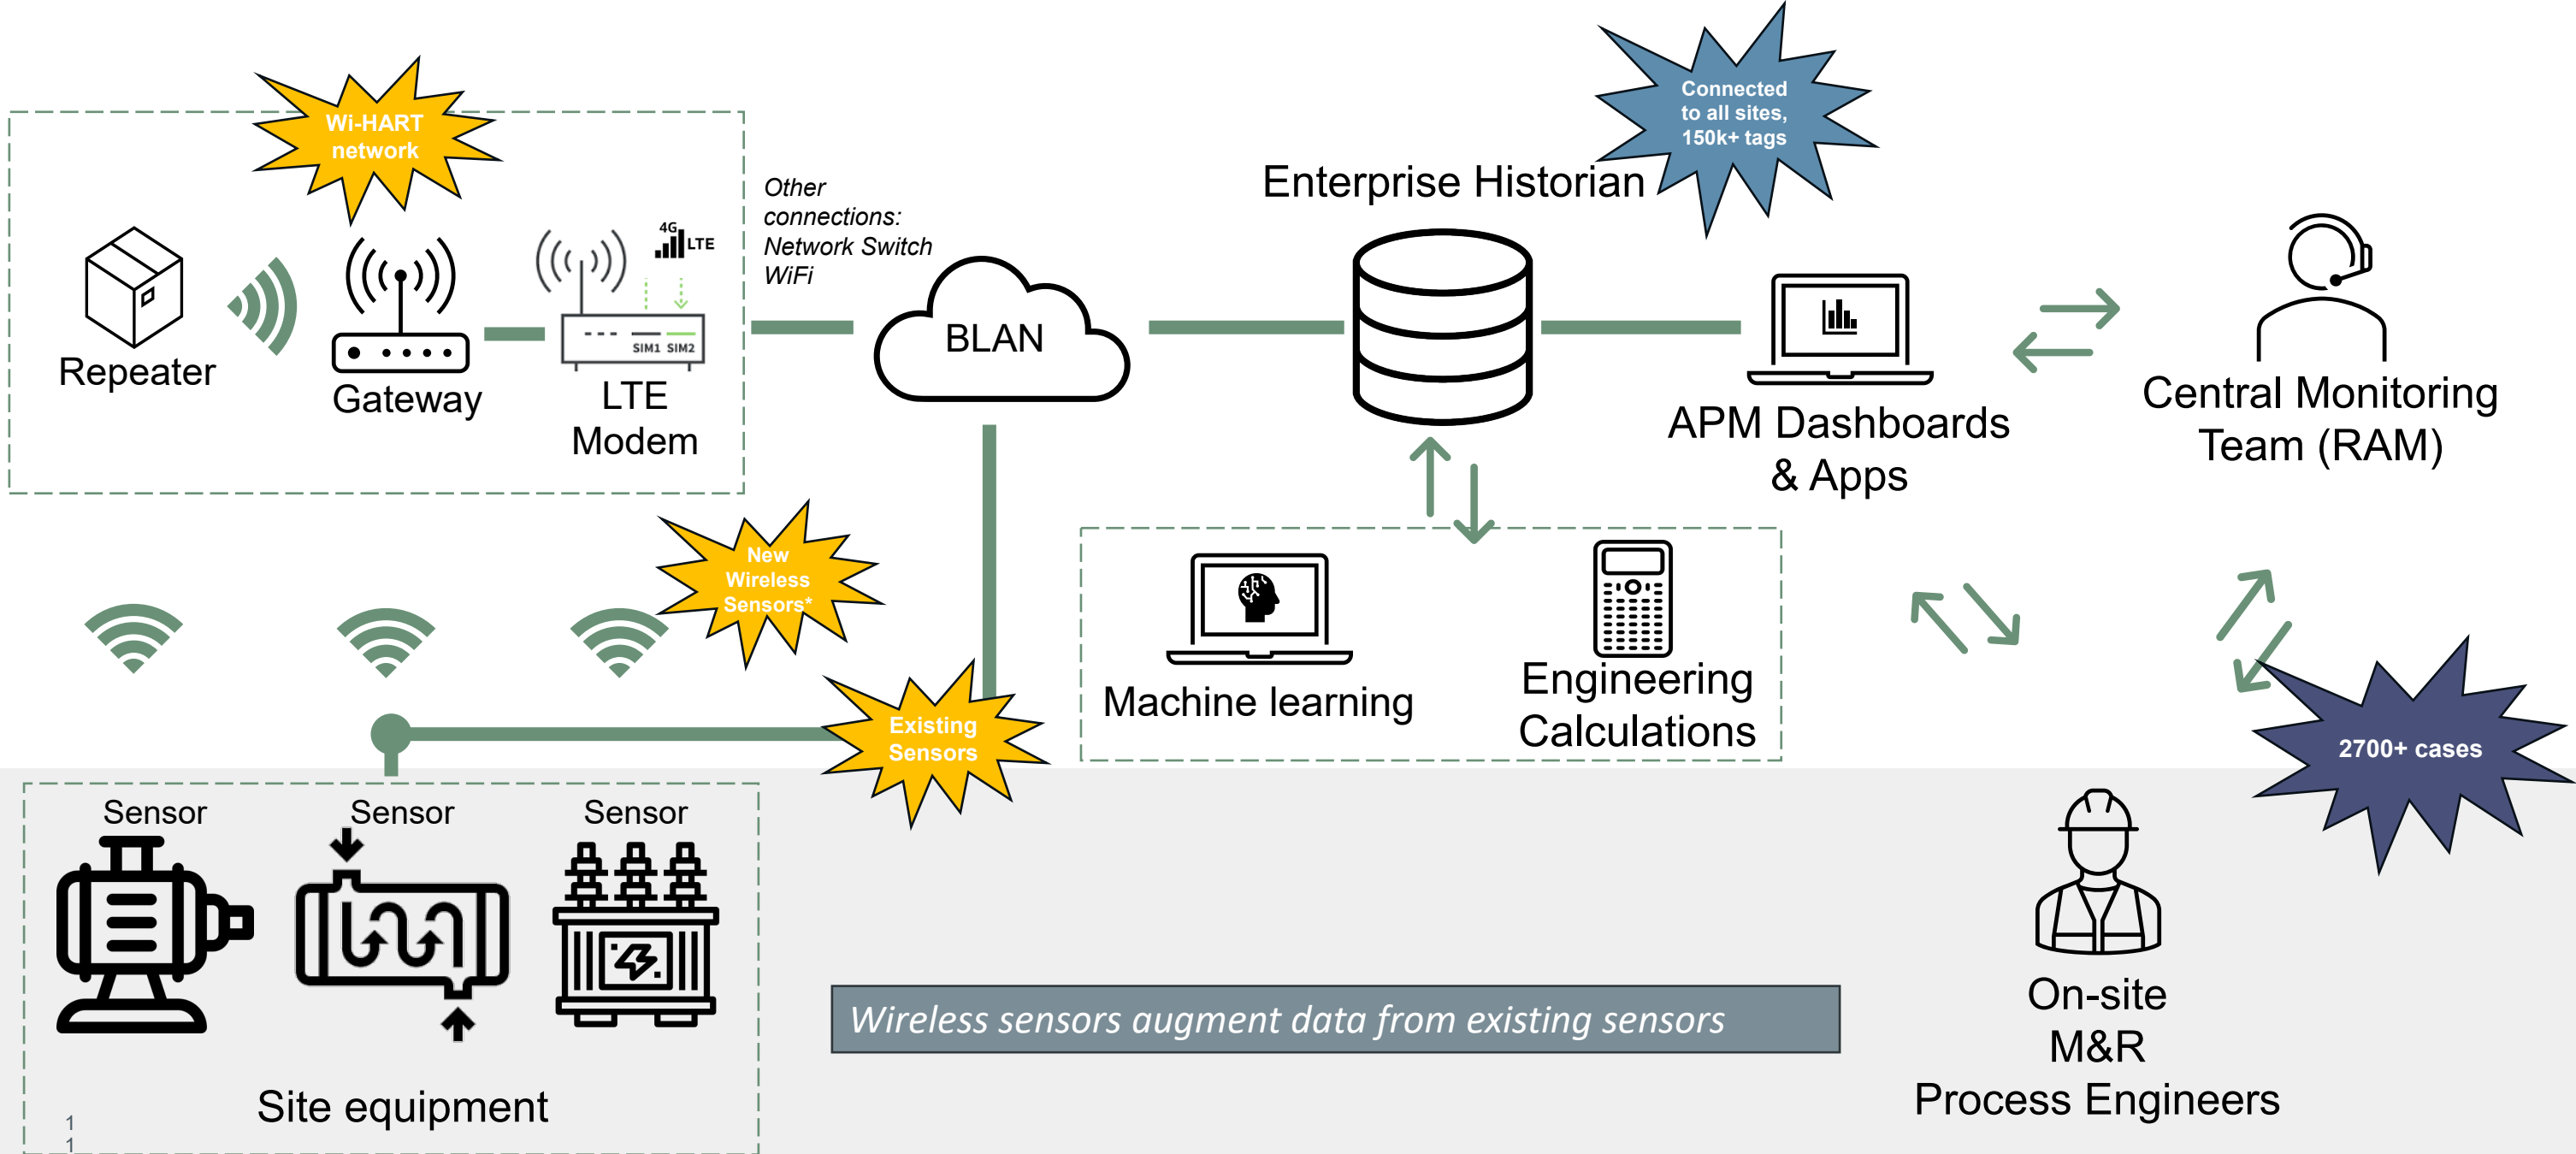 Wi-HART
network
Repeater
Gateway
4G
LTE
SIM1 SIM2
LTE
Modem
Other
connections:
Network Switch
WiFi
BLAN
Enterprise Historian
Connected
to all sites,
150k+ tags
APM Dashboards
& Apps
Central Monitoring
Team (RAM)
New
Wireless
Sensors*
Existing
Sensors
Machine learning
Engineering
Calculations
2700+ cases
Sensor
Sensor
Sensor
Site equipment
Wireless sensors augment data from existing sensors
On-site
M&R
Process Engineers
1
1